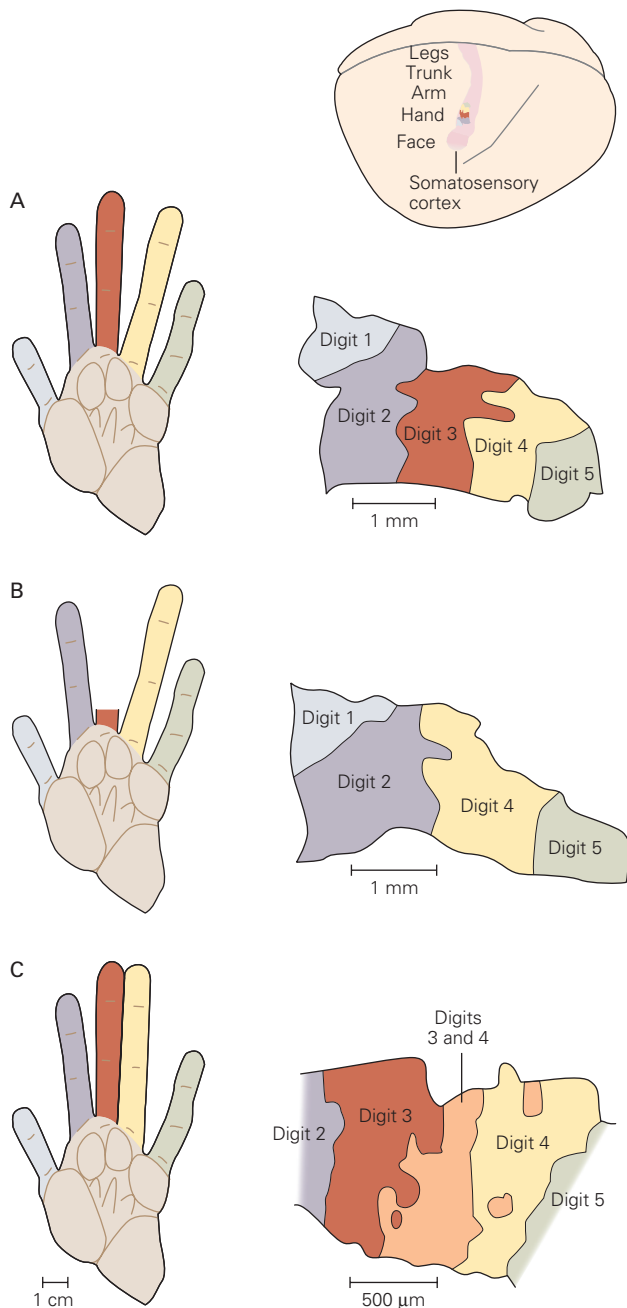 Legs
Trunk
Arm
Hand
Face
Somatosensory
cortex
A
Digit 1
Digit 2
Digit 3
Digit 4
Digit 5
1 mm
B
Digit 1
Digit 2
Digit 4
Digit 5
1 mm
C
Digits
3 and 4
Digit 2
Digit 3
Digit 4
Digit 5
1 cm
500 μm